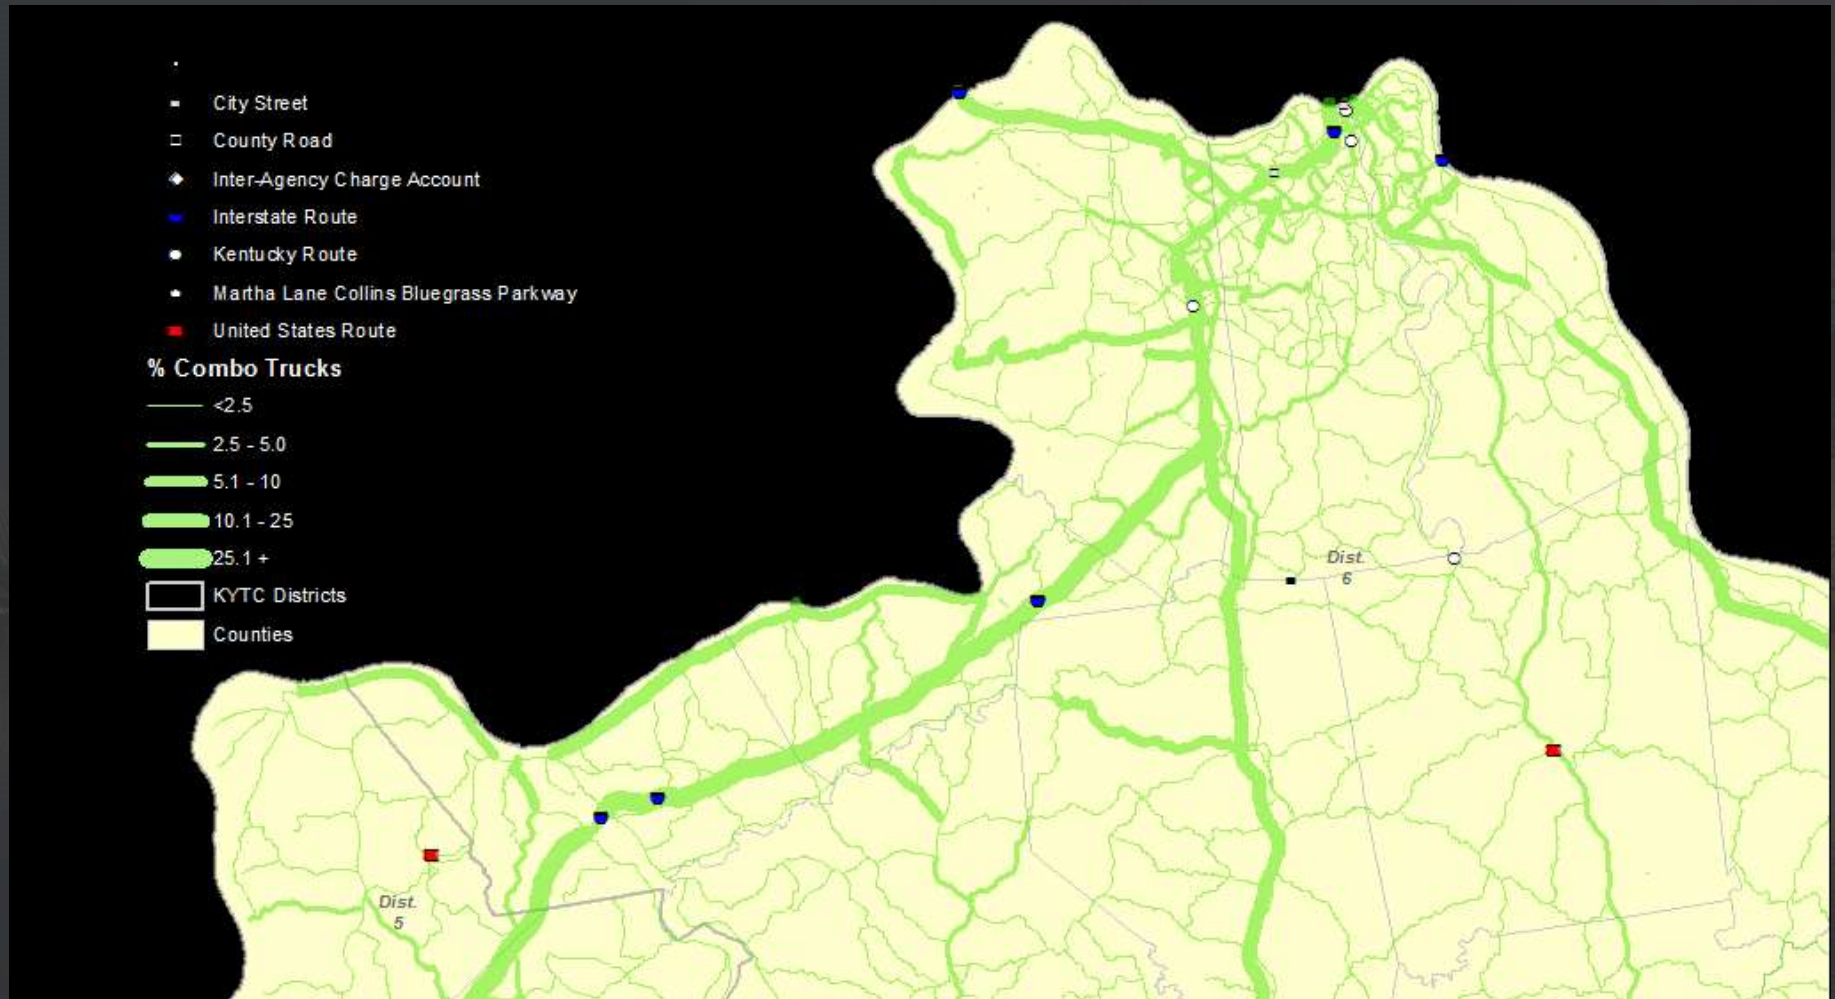 City Street
County Road
Inter-Agency Charge Account
Interstate Route
Kentucky Route
Martha Lane Collins Bluegrass Parkway
United States Route
% Combo Trucks
<2.5
2.5 - 5.0
5.1 - 10
10.1 - 25
25.1 +
KYTC Districts
Counties
Dist.
6
Dist.
5